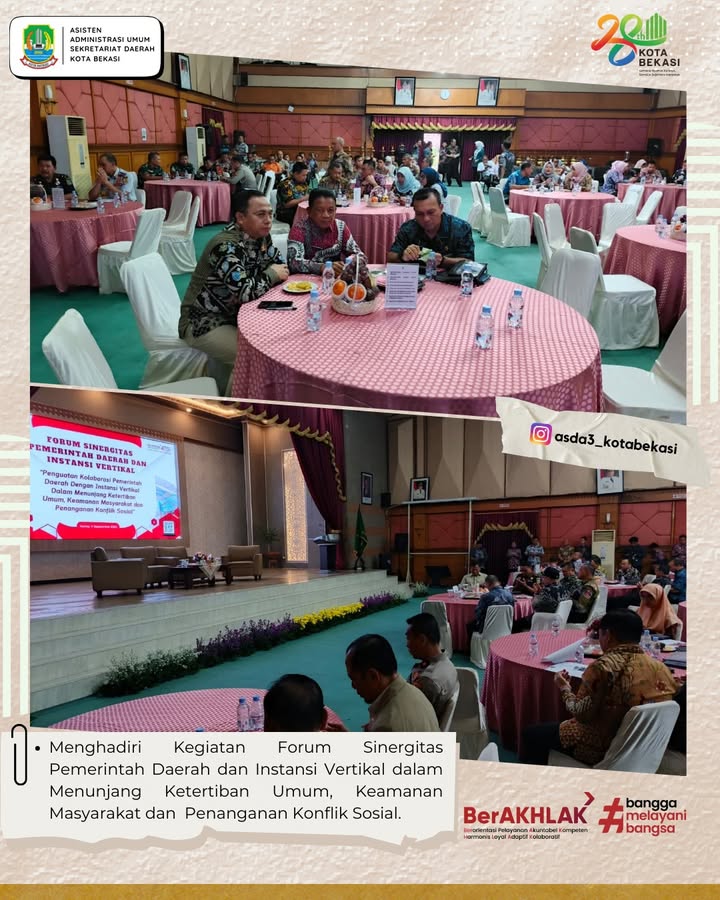 ASISTEN
ADMINISTRASI UMUM
SEKRETARIAT DAERAH
KOTA BEKASI
28
KOTA
BEKASI
FORUM SINERGITAS
PEMERINTAH DAERAH DAN
INSTANSI VERTIKAL
"Penguatan Kolaborasi Pemerintah
Daerah Dengan Instansi Vertikal
Dalam Menunjang Ketertiban
Umum, Keamanan Masyarakat dan
Penanganan Konflik Sosial"
asda3_kotabekasi
• Menghadiri Kegiatan Forum Sinergitas
Pemerintah Daerah dan Instansi Vertikal dalam
Menunjang Ketertiban Umum, Keamanan
Masyarakat dan Penanganan Konflik Sosial.
BerAKHLAK
Berorientasi Pelayanan Akuntabel Kompeten
Harmonis Loyal Adaptif Kolaboratif
#bangga
melayani
bangsa